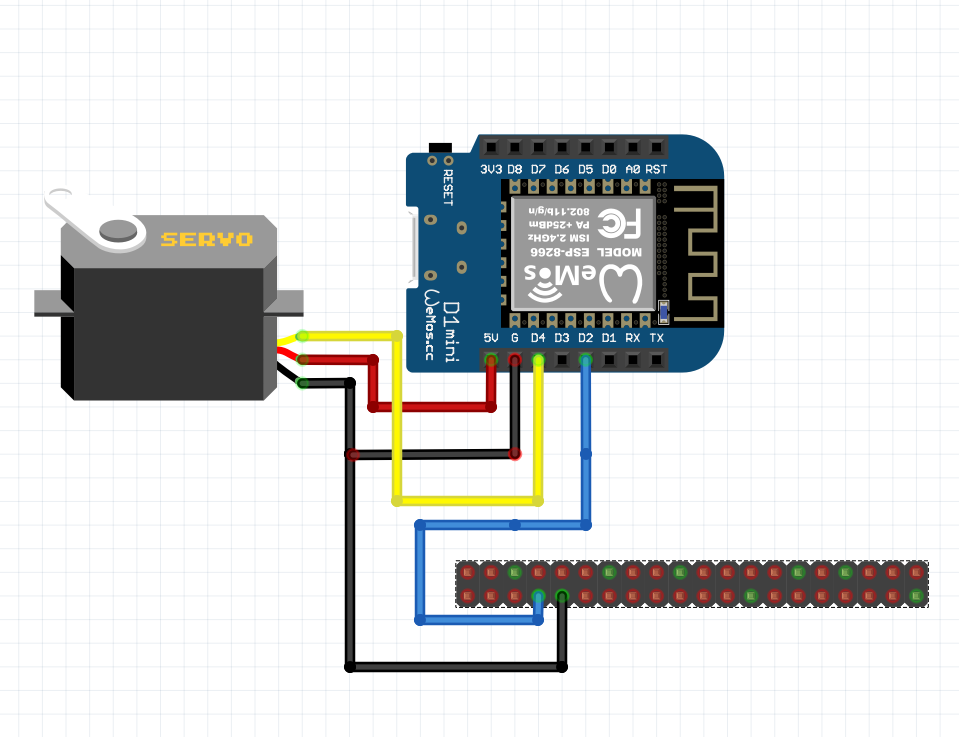 3V3 D8 D7 D6 D5 D0 A0 RST
RESET
802.11b/g/n
PA +25dBm
ISM 2.4GHz
MODEL ESP-8266
FC
WeMos
SERVO
D1 mini
WeMos.cc
5V G D4 D3 D2 D1 RX TX